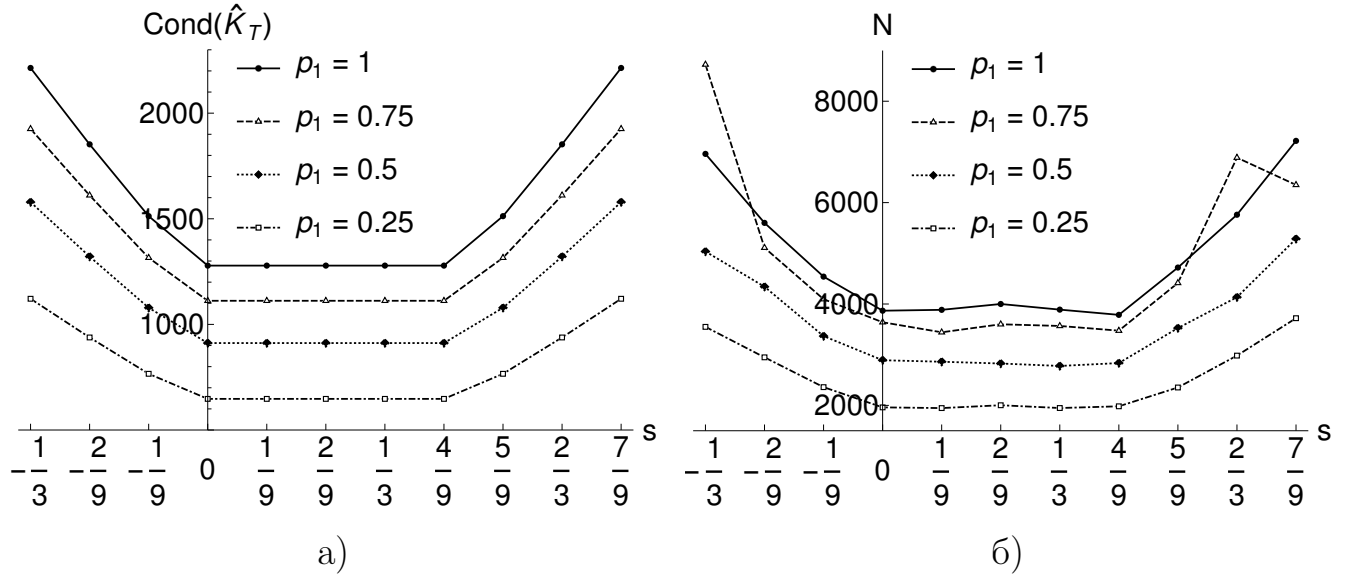 Cond(K̂_T)
p₁ = 1
p₁ = 0.75
p₁ = 0.5
p₁ = 0.25
2000
1500
1000
s
−1/3 −2/9 −1/9 0 1/9 2/9 1/3 4/9 5/9 2/3 7/9
а)
N
p₁ = 1
p₁ = 0.75
p₁ = 0.5
p₁ = 0.25
8000
6000
4000
2000
s
−1/3 −2/9 −1/9 0 1/9 2/9 1/3 4/9 5/9 2/3 7/9
б)